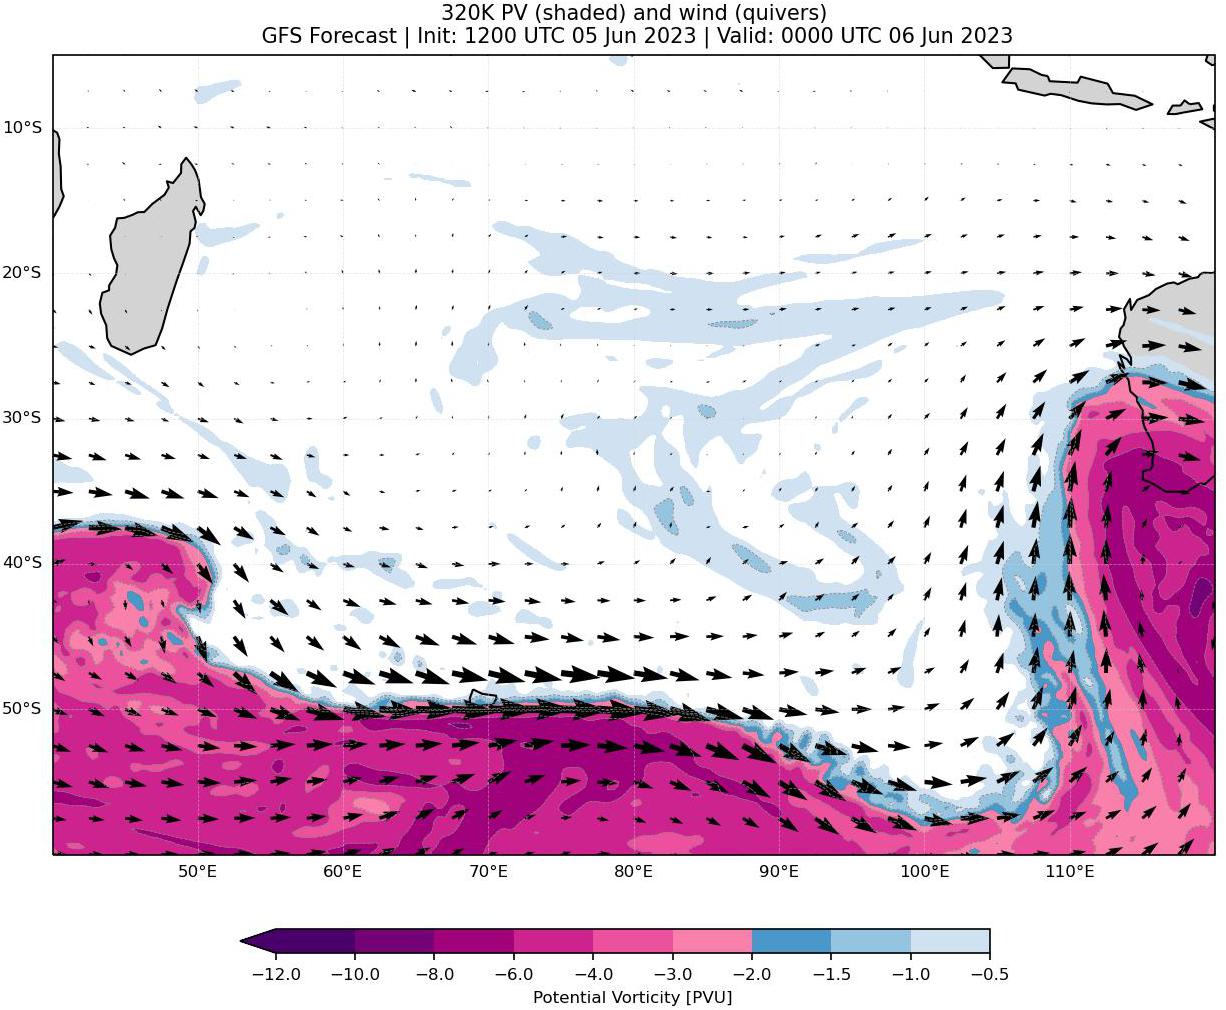 320K PV (shaded) and wind (quivers)
GFS Forecast | Init: 1200 UTC 05 Jun 2023 | Valid: 0000 UTC 06 Jun 2023
10°S
20°S
30°S
40°S
50°S
50°E 60°E 70°E 80°E 90°E 100°E 110°E
−12.0 −10.0 −8.0 −6.0 −4.0 −3.0 −2.0 −1.5 −1.0 −0.5
Potential Vorticity [PVU]